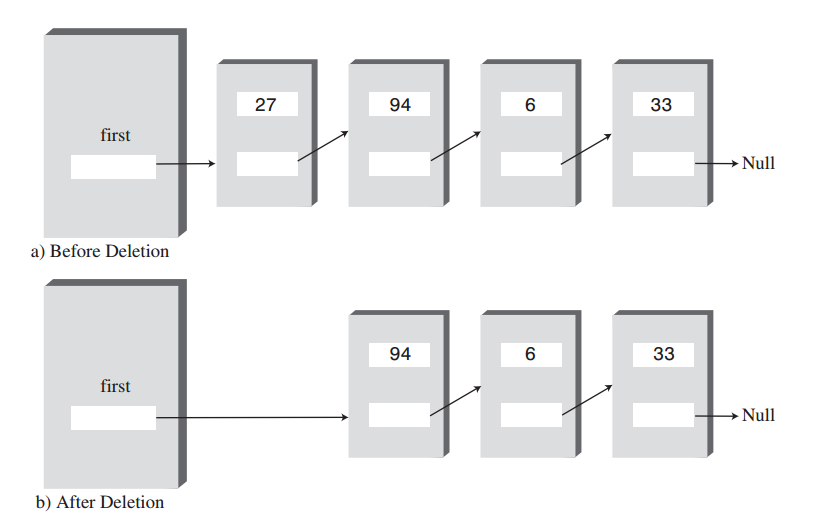 27 94 6 33
first
Null
a) Before Deletion
94 6 33
first
Null
b) After Deletion